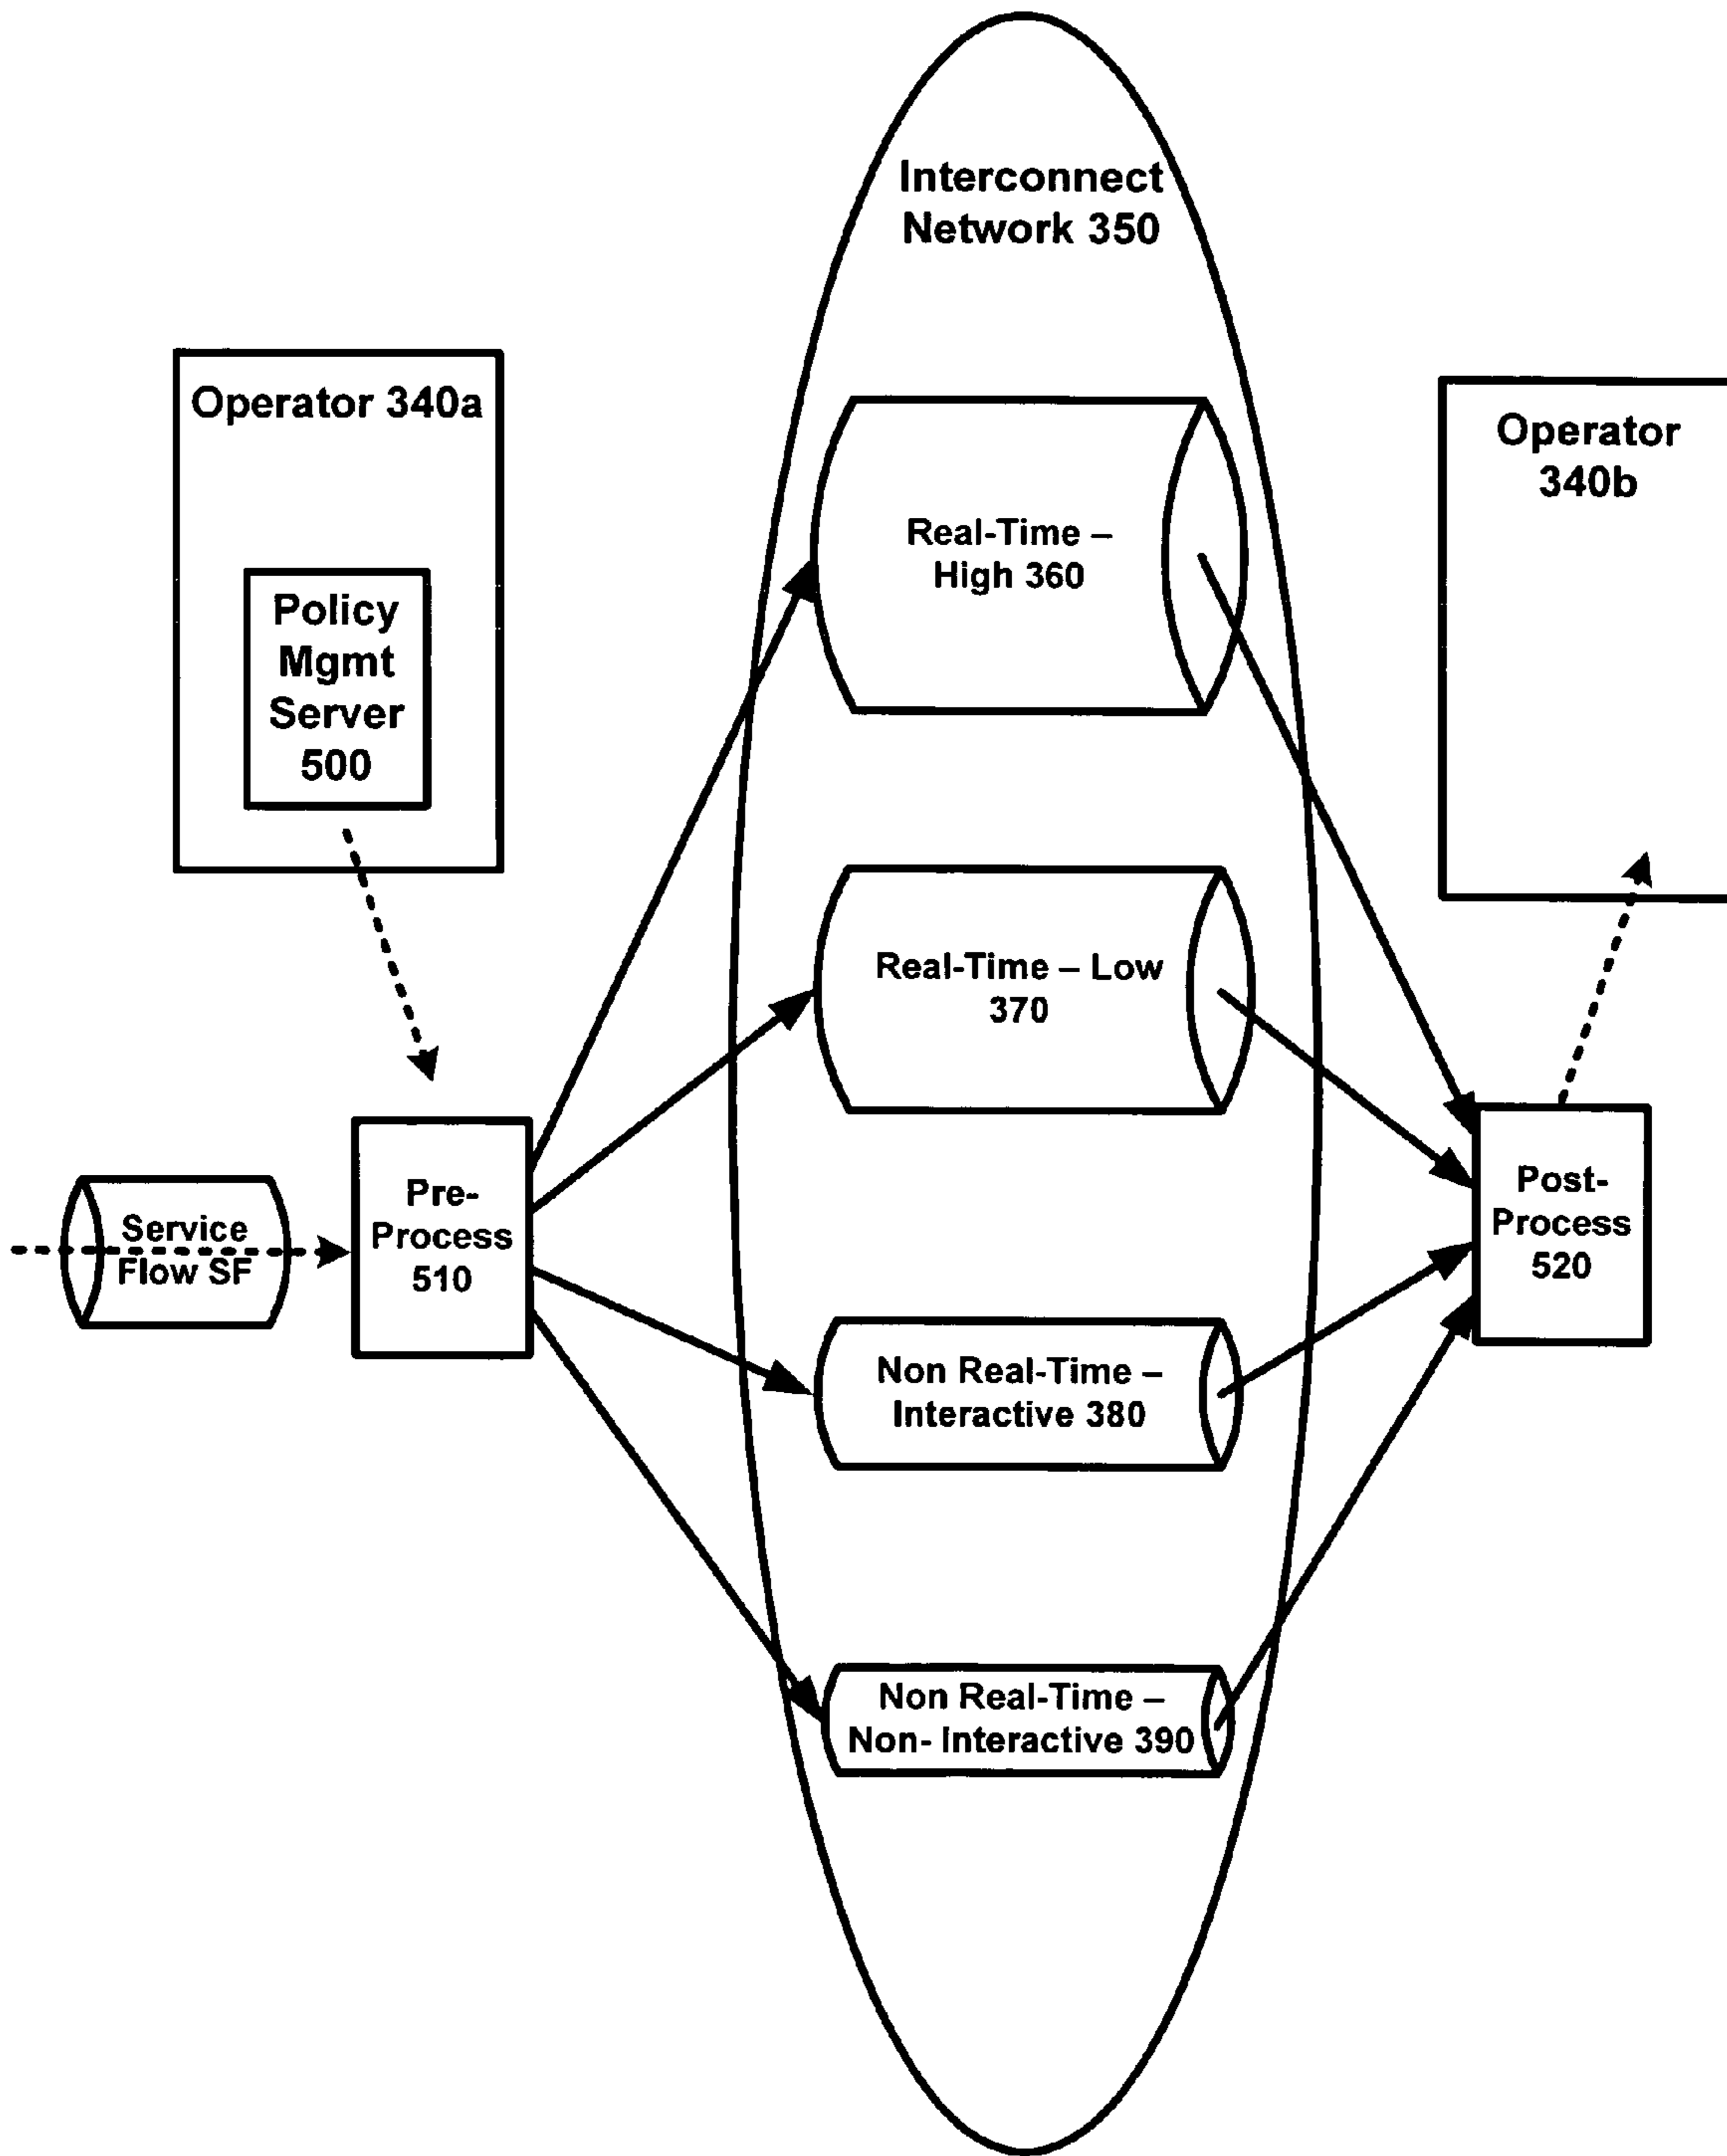 Interconnect
Network 350
Operator 340a
Policy
Mgmt
Server
500
Operator
340b
Real-Time –
High 360
Real-Time – Low
370
Service
Flow SF
Pre-
Process
510
Post-
Process
520
Non Real-Time –
Interactive 380
Non Real-Time –
Non- Interactive 390